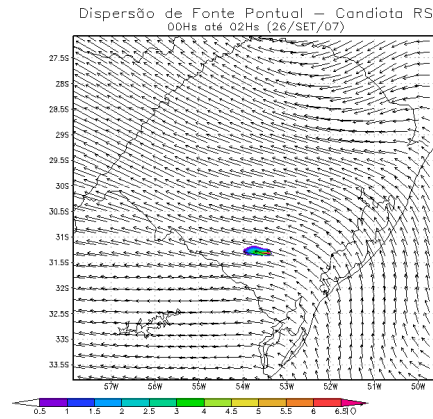 Dispersão de Fonte Pontual – Candiota RS
00Hs até 02Hs (26/SET/07)
27.5S
28S
28.5S
29S
29.5S
30S
30.5S
31S
31.5S
32S
32.5S
33S
33.5S
57W 56W 55W 54W 53W 52W 51W 50W
0.5 1 1.5 2 2.5 3 4 4.5 5 5.5 6 6.5